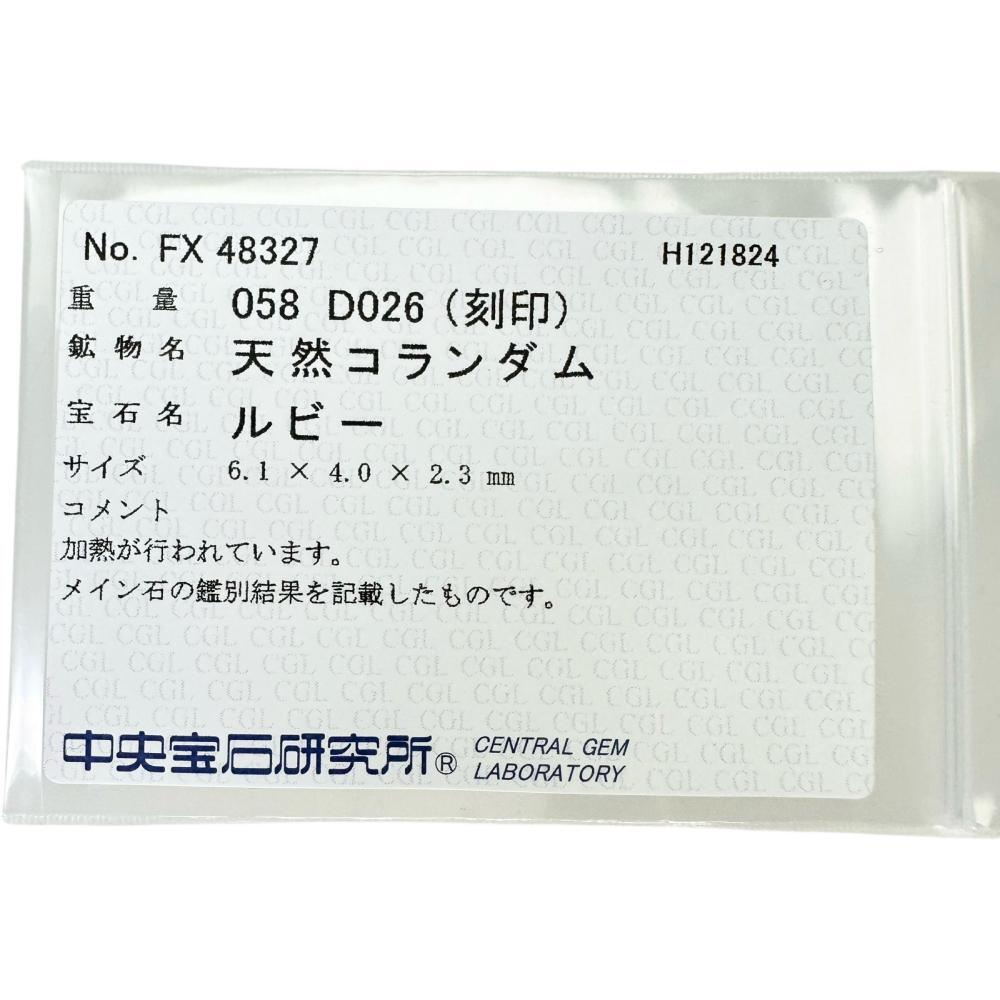 No. FX 48327 H121824
重量 058 D026 (刻印)
鉱物名 天然コランダム
宝石名 ルビー
サイズ 6.1 × 4.0 × 2.3 mm
コメント
加熱が行われています。
メイン石の鑑別結果を記載したものです。
中央宝石研究所® CENTRAL GEM
LABORATORY